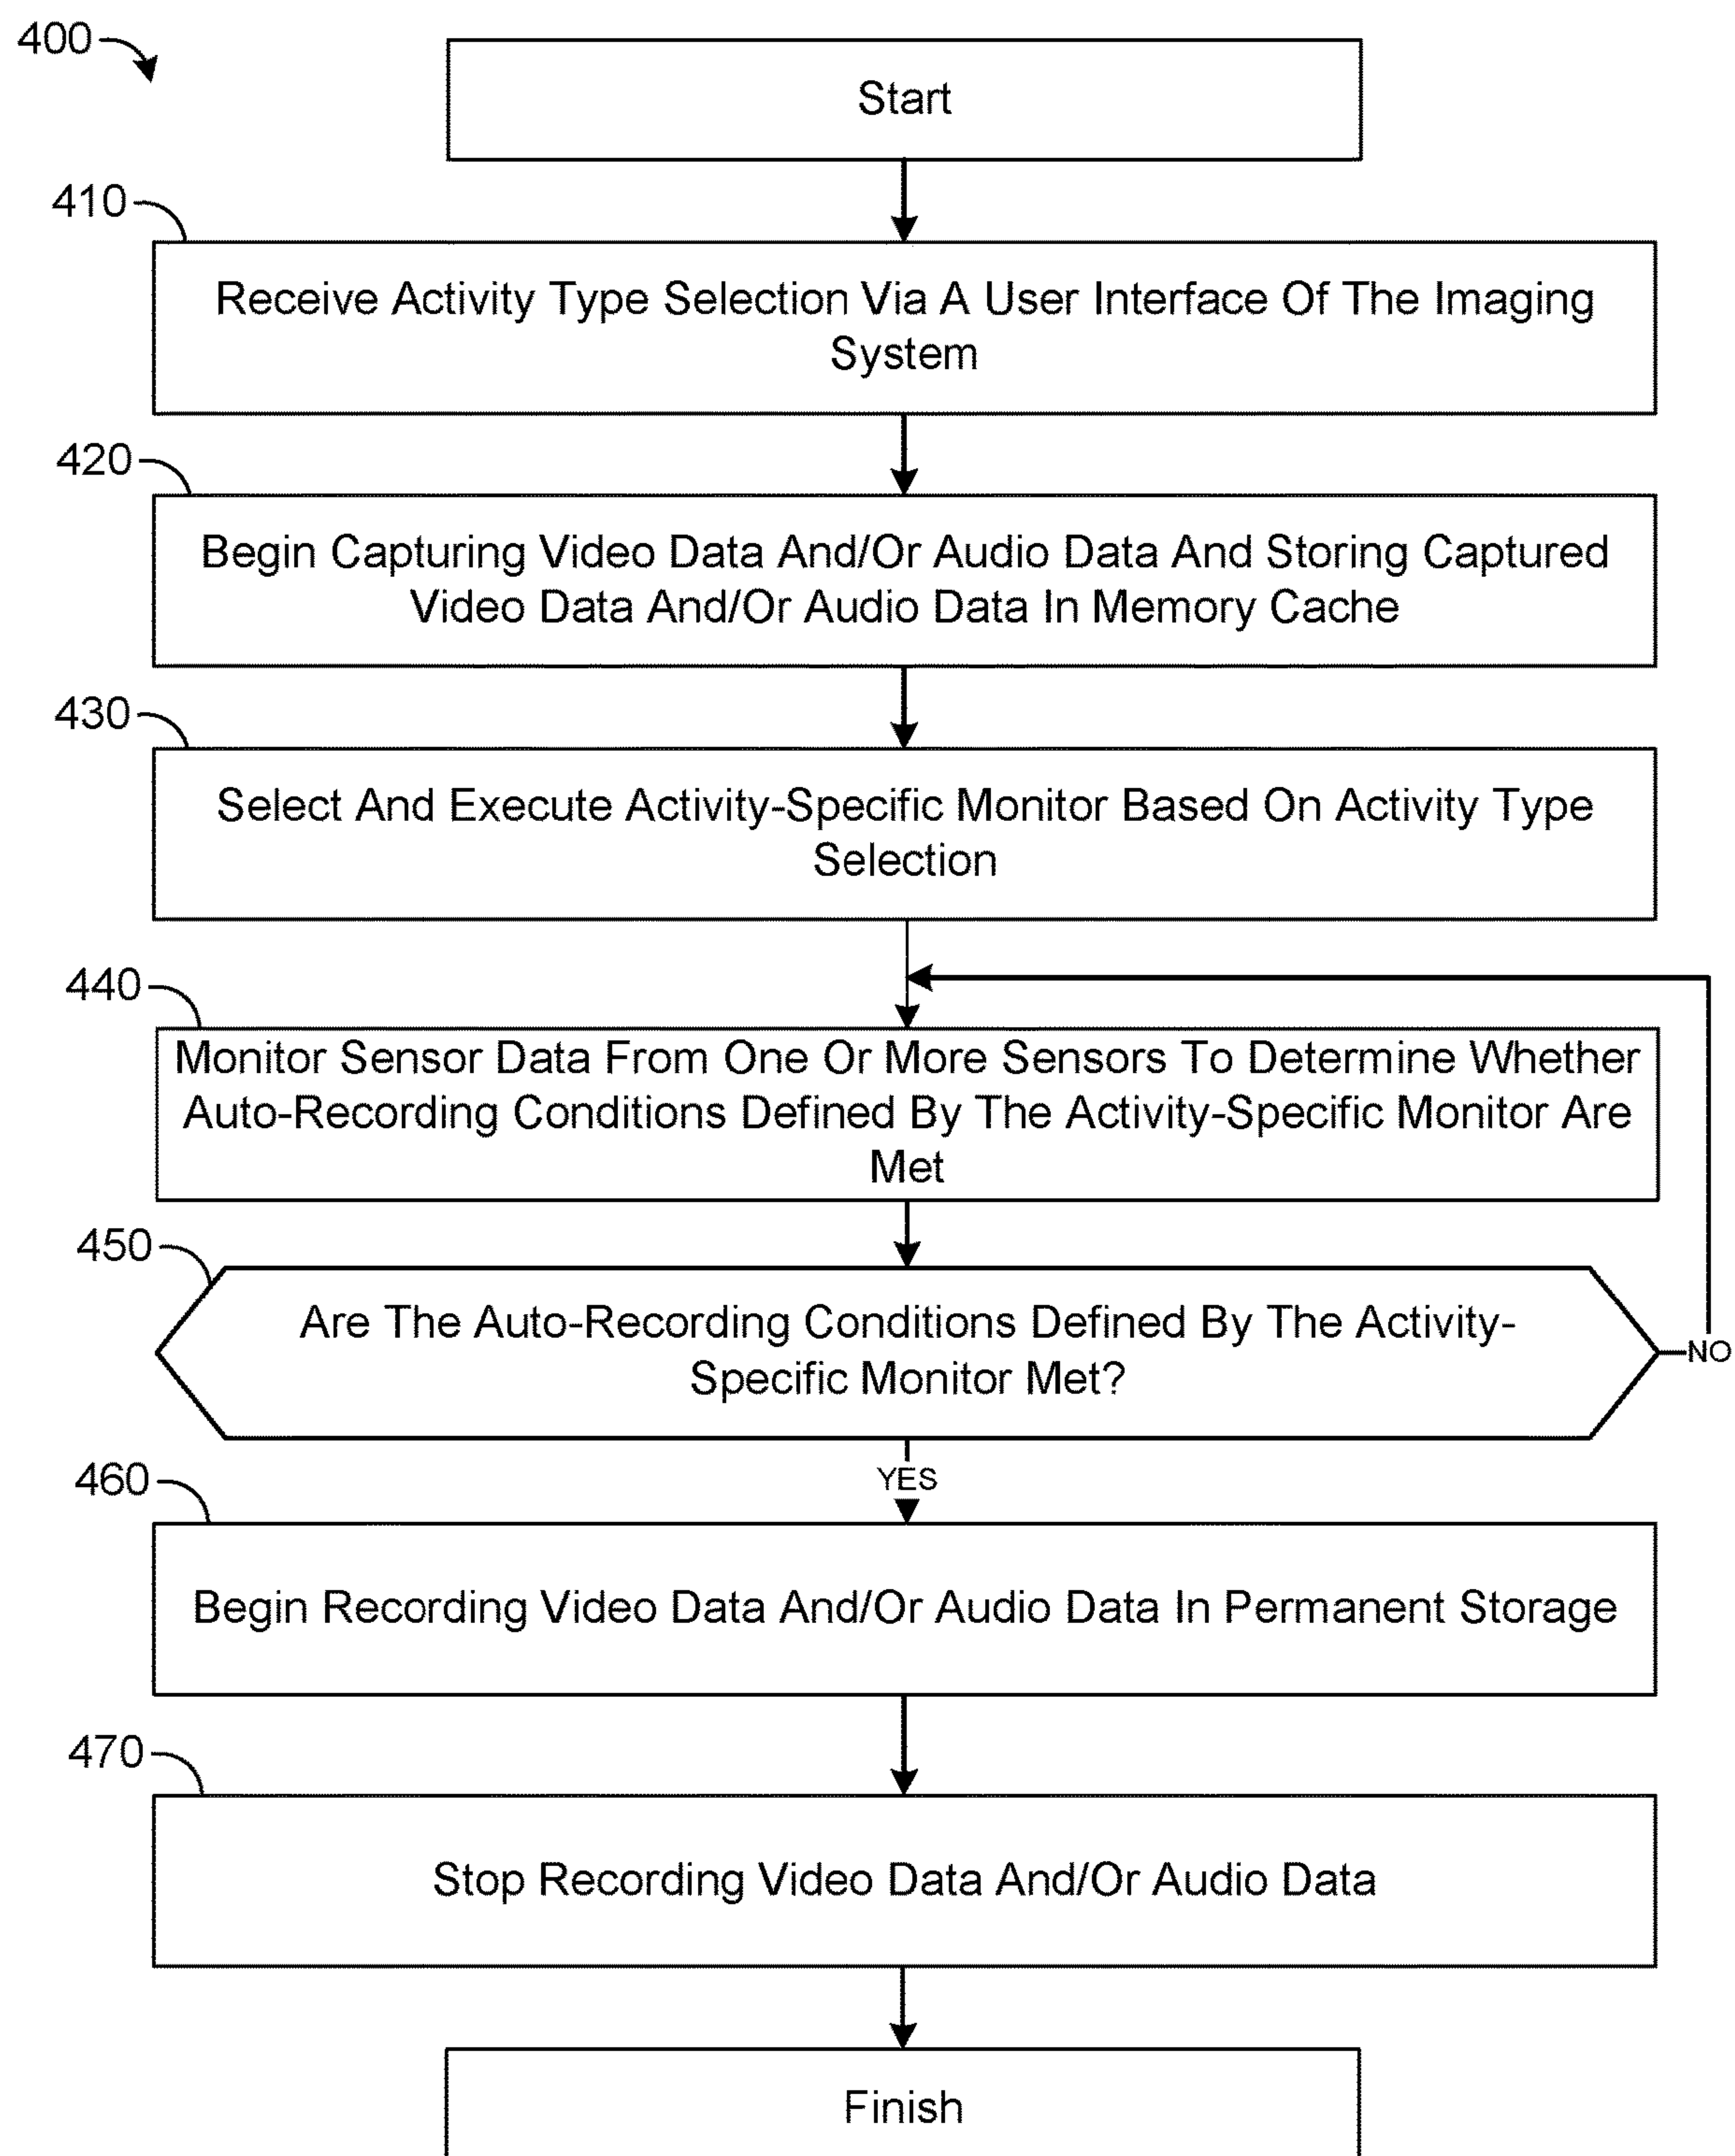 400
Start
410
Receive Activity Type Selection Via A User Interface Of The Imaging
System
420
Begin Capturing Video Data And/Or Audio Data And Storing Captured
Video Data And/Or Audio Data In Memory Cache
430
Select And Execute Activity-Specific Monitor Based On Activity Type
Selection
440
Monitor Sensor Data From One Or More Sensors To Determine Whether
Auto-Recording Conditions Defined By The Activity-Specific Monitor Are
Met
450
Are The Auto-Recording Conditions Defined By The Activity-
Specific Monitor Met?
NO
YES
460
Begin Recording Video Data And/Or Audio Data In Permanent Storage
470
Stop Recording Video Data And/Or Audio Data
Finish